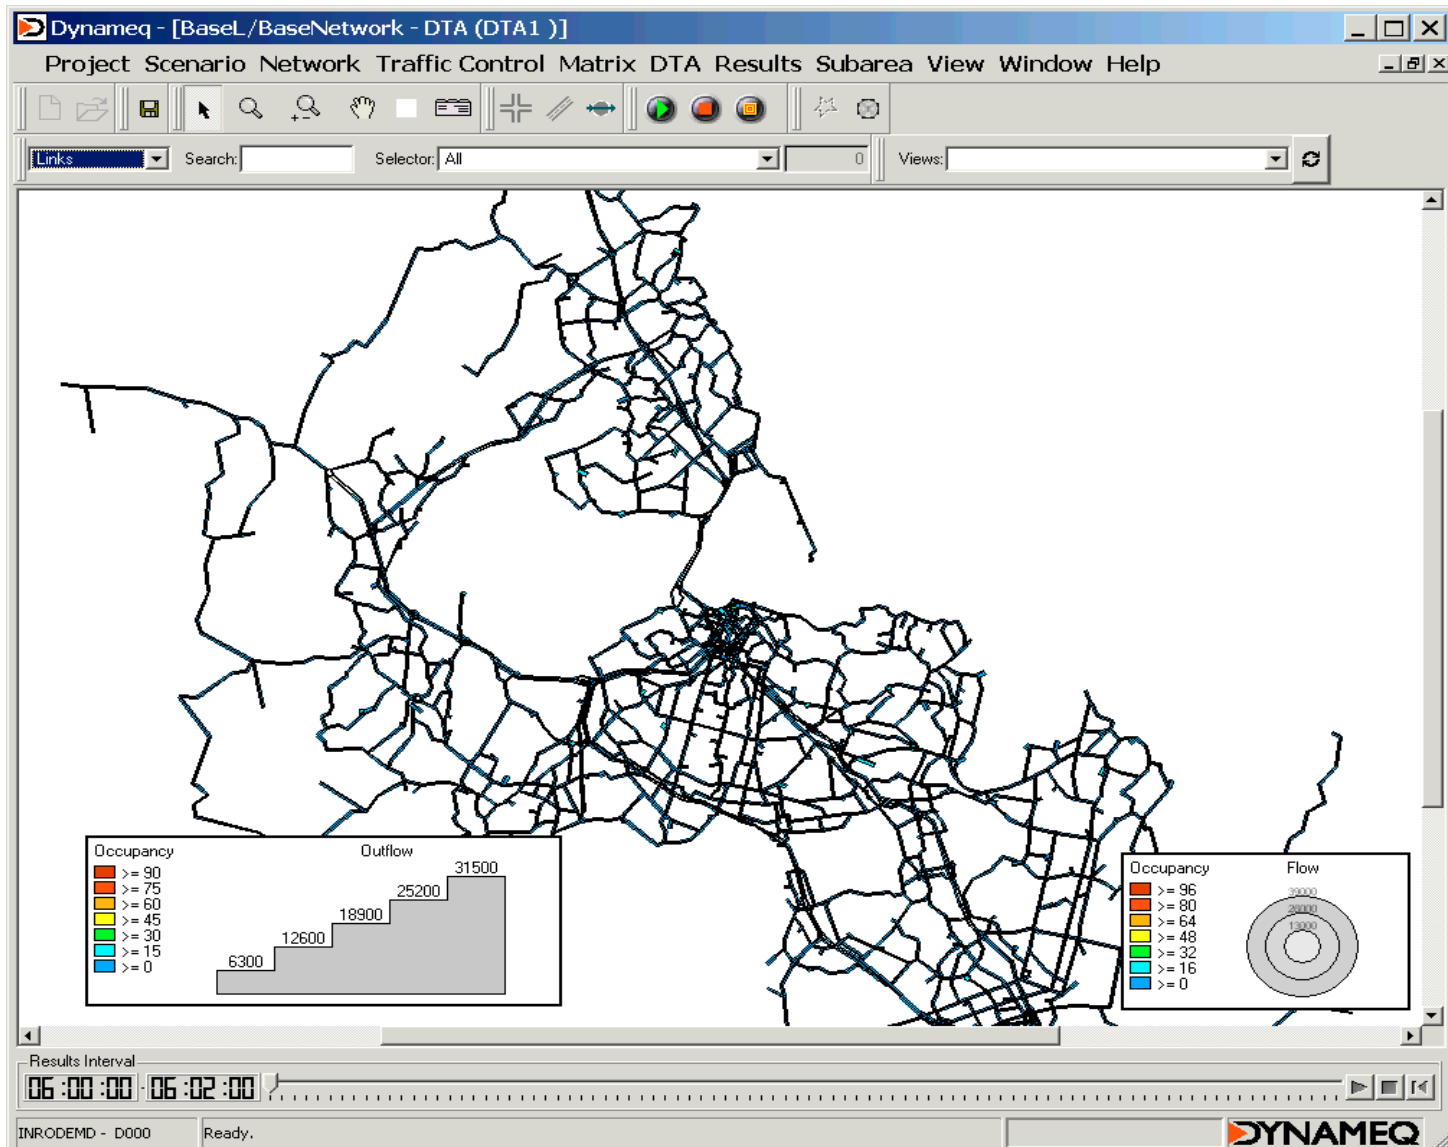 Dynameq - [BaseL/BaseNetwork - DTA (DTA1 )]
Project Scenario Network Traffic Control Matrix DTA Results Subarea View Window Help
Links Search: Selector: All 0 Views:
Occupancy Outflow
>= 90
>= 75
>= 60
>= 45
>= 30
>= 15
>= 0
31500
25200
18900
12600
6300
Occupancy Flow
>= 96
>= 80
>= 64
>= 48
>= 32
>= 16
>= 0
39000
26000
13000
Results Interval
06:00:00 - 06:02:00
INRODEMD - D000 Ready. DYNAMEQ